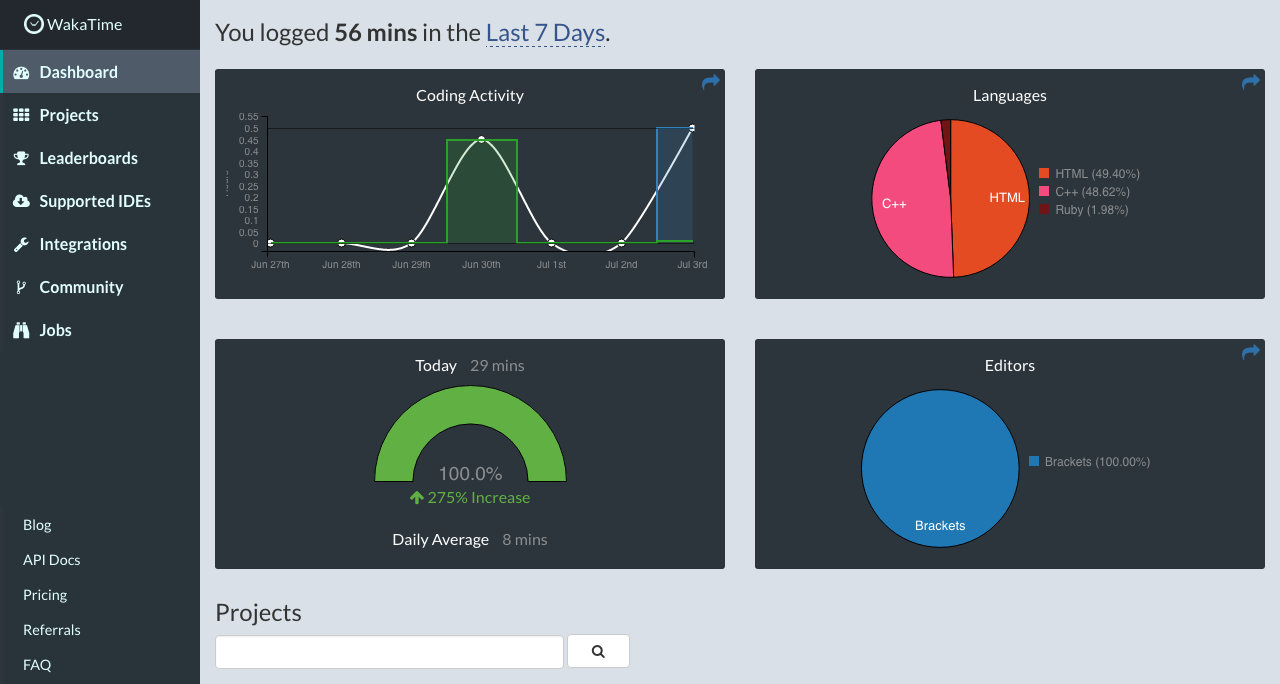 WakaTime
Dashboard
Projects
Leaderboards
Supported IDEs
Integrations
Community
Jobs
Blog
API Docs
Pricing
Referrals
FAQ
You logged 56 mins in the Last 7 Days.
Coding Activity
0.55
0.5
0.45
0.4
0.35
0.3
0.25
0.2
0.15
0.1
0.05
0
Jun 27th Jun 28th Jun 29th Jun 30th Jul 1st Jul 2nd Jul 3rd
Languages
C++
HTML
HTML (49.40%)
C++ (48.62%)
Ruby (1.98%)
Today 29 mins
100.0%
275% Increase
Daily Average 8 mins
Editors
Brackets
Brackets (100.00%)
Projects